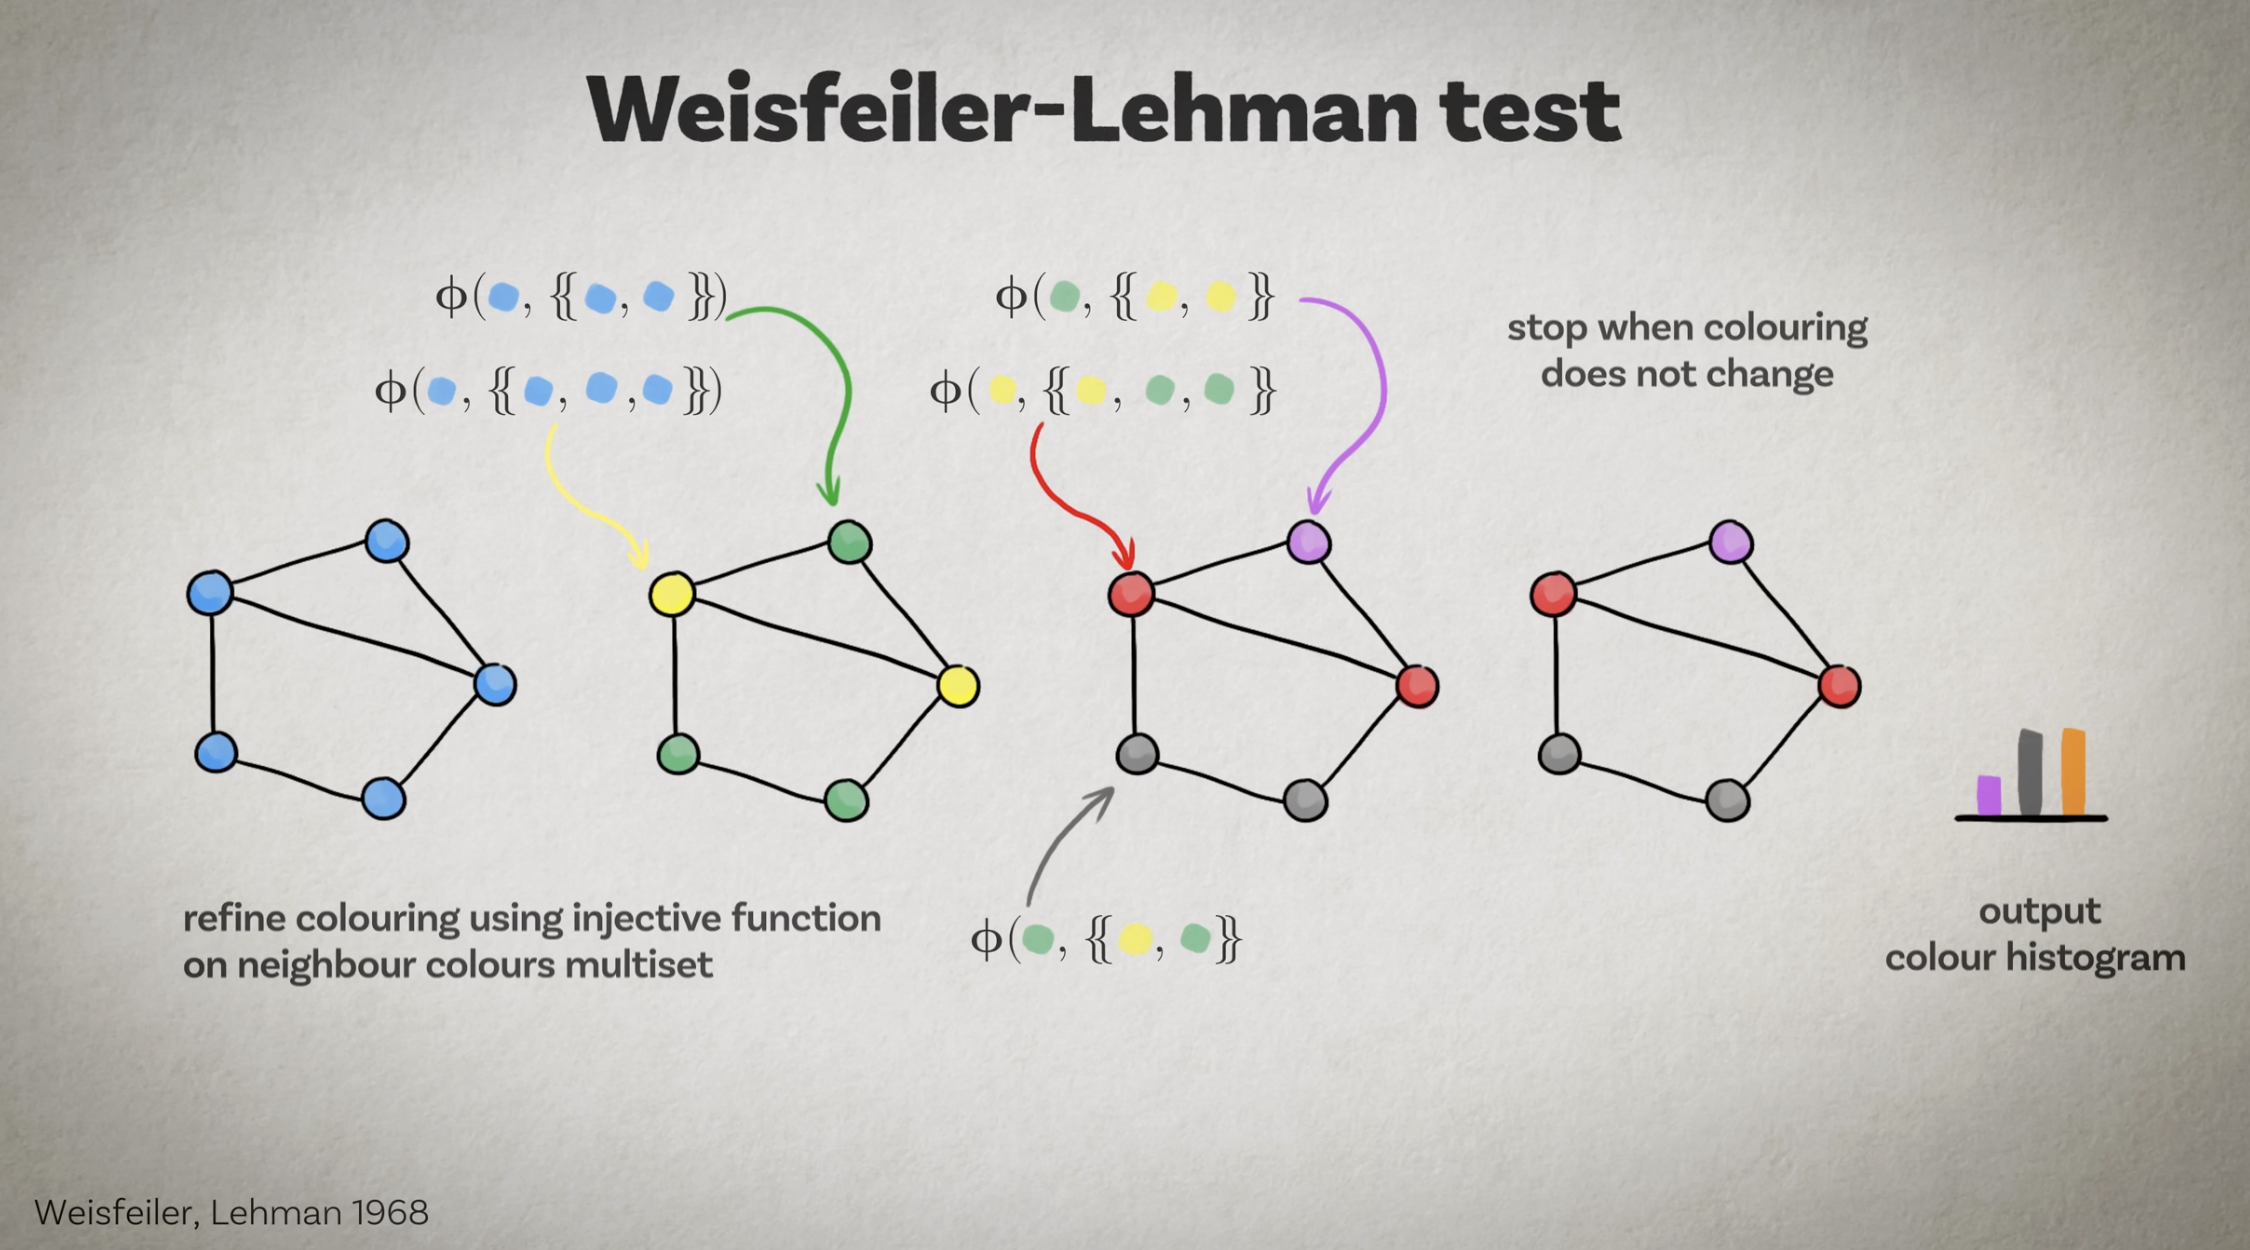 Weisfeiler-Lehman test
ϕ(●, {{ ●, ● }})
ϕ(●, {{ ●, ●, ● }})
ϕ(●, {{ ●, ● }}
ϕ( ●, {{ ●, ●, ● }}
stop when colouring
does not change
refine colouring using injective function
on neighbour colours multiset
ϕ(●, {{ ●, ●}}
output
colour histogram
Weisfeiler, Lehman 1968